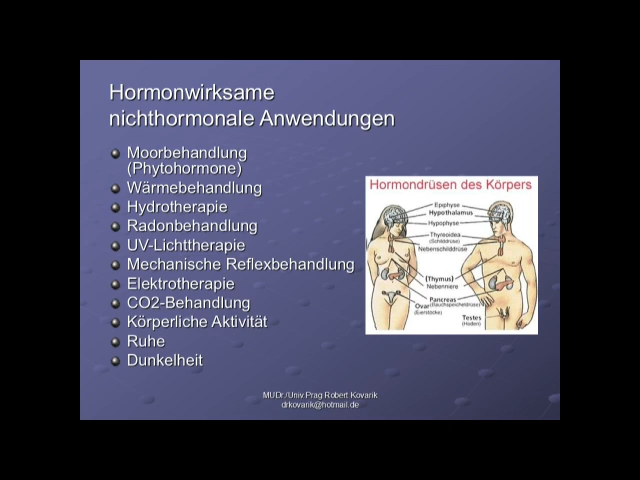 Hormonwirksame
nichthormonale Anwendungen
Moorbehandlung
(Phytohormone)
Wärmebehandlung
Hydrotherapie
Radonbehandlung
UV-Lichttherapie
Mechanische Reflexbehandlung
Elektrotherapie
CO2-Behandlung
Körperliche Aktivität
Ruhe
Dunkelheit
Hormondrüsen des Körpers
Epiphyse
Hypothalamus
Hypophyse
Thyreoidea
(Schilddrüse)
Nebenschilddrüse
(Thymus)
Nebenniere
Pancreas
(Bauchspeicheldrüse)
Ovar
(Eierstöcke)
Testes
(Hoden)
MUDr./Univ.Prag Robert Kovarik
drkovarik@hotmail.de